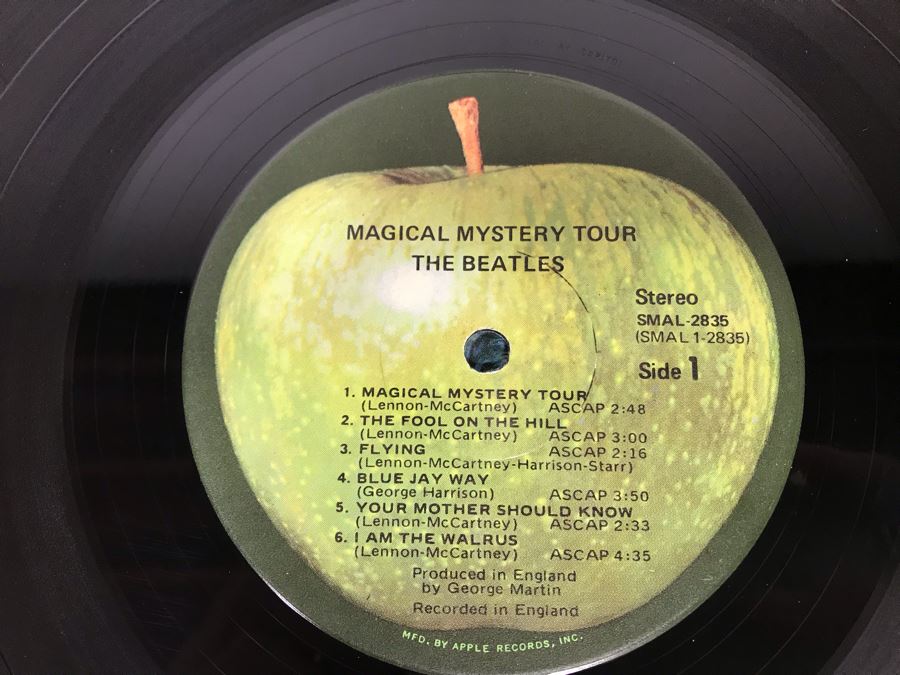 MAGICAL MYSTERY TOUR
THE BEATLES
Stereo
SMAL-2835
(SMAL 1-2835)
Side 1
1. MAGICAL MYSTERY TOUR
(Lennon-McCartney) ASCAP 2:48
2. THE FOOL ON THE HILL
(Lennon-McCartney) ASCAP 3:00
3. FLYING ASCAP 2:16
(Lennon-McCartney-Harrison-Starr)
4. BLUE JAY WAY
(George Harrison) ASCAP 3:50
5. YOUR MOTHER SHOULD KNOW
(Lennon-McCartney) ASCAP 2:33
6. I AM THE WALRUS
(Lennon-McCartney) ASCAP 4:35
Produced in England
by George Martin
Recorded in England
MFD. BY APPLE RECORDS, INC.